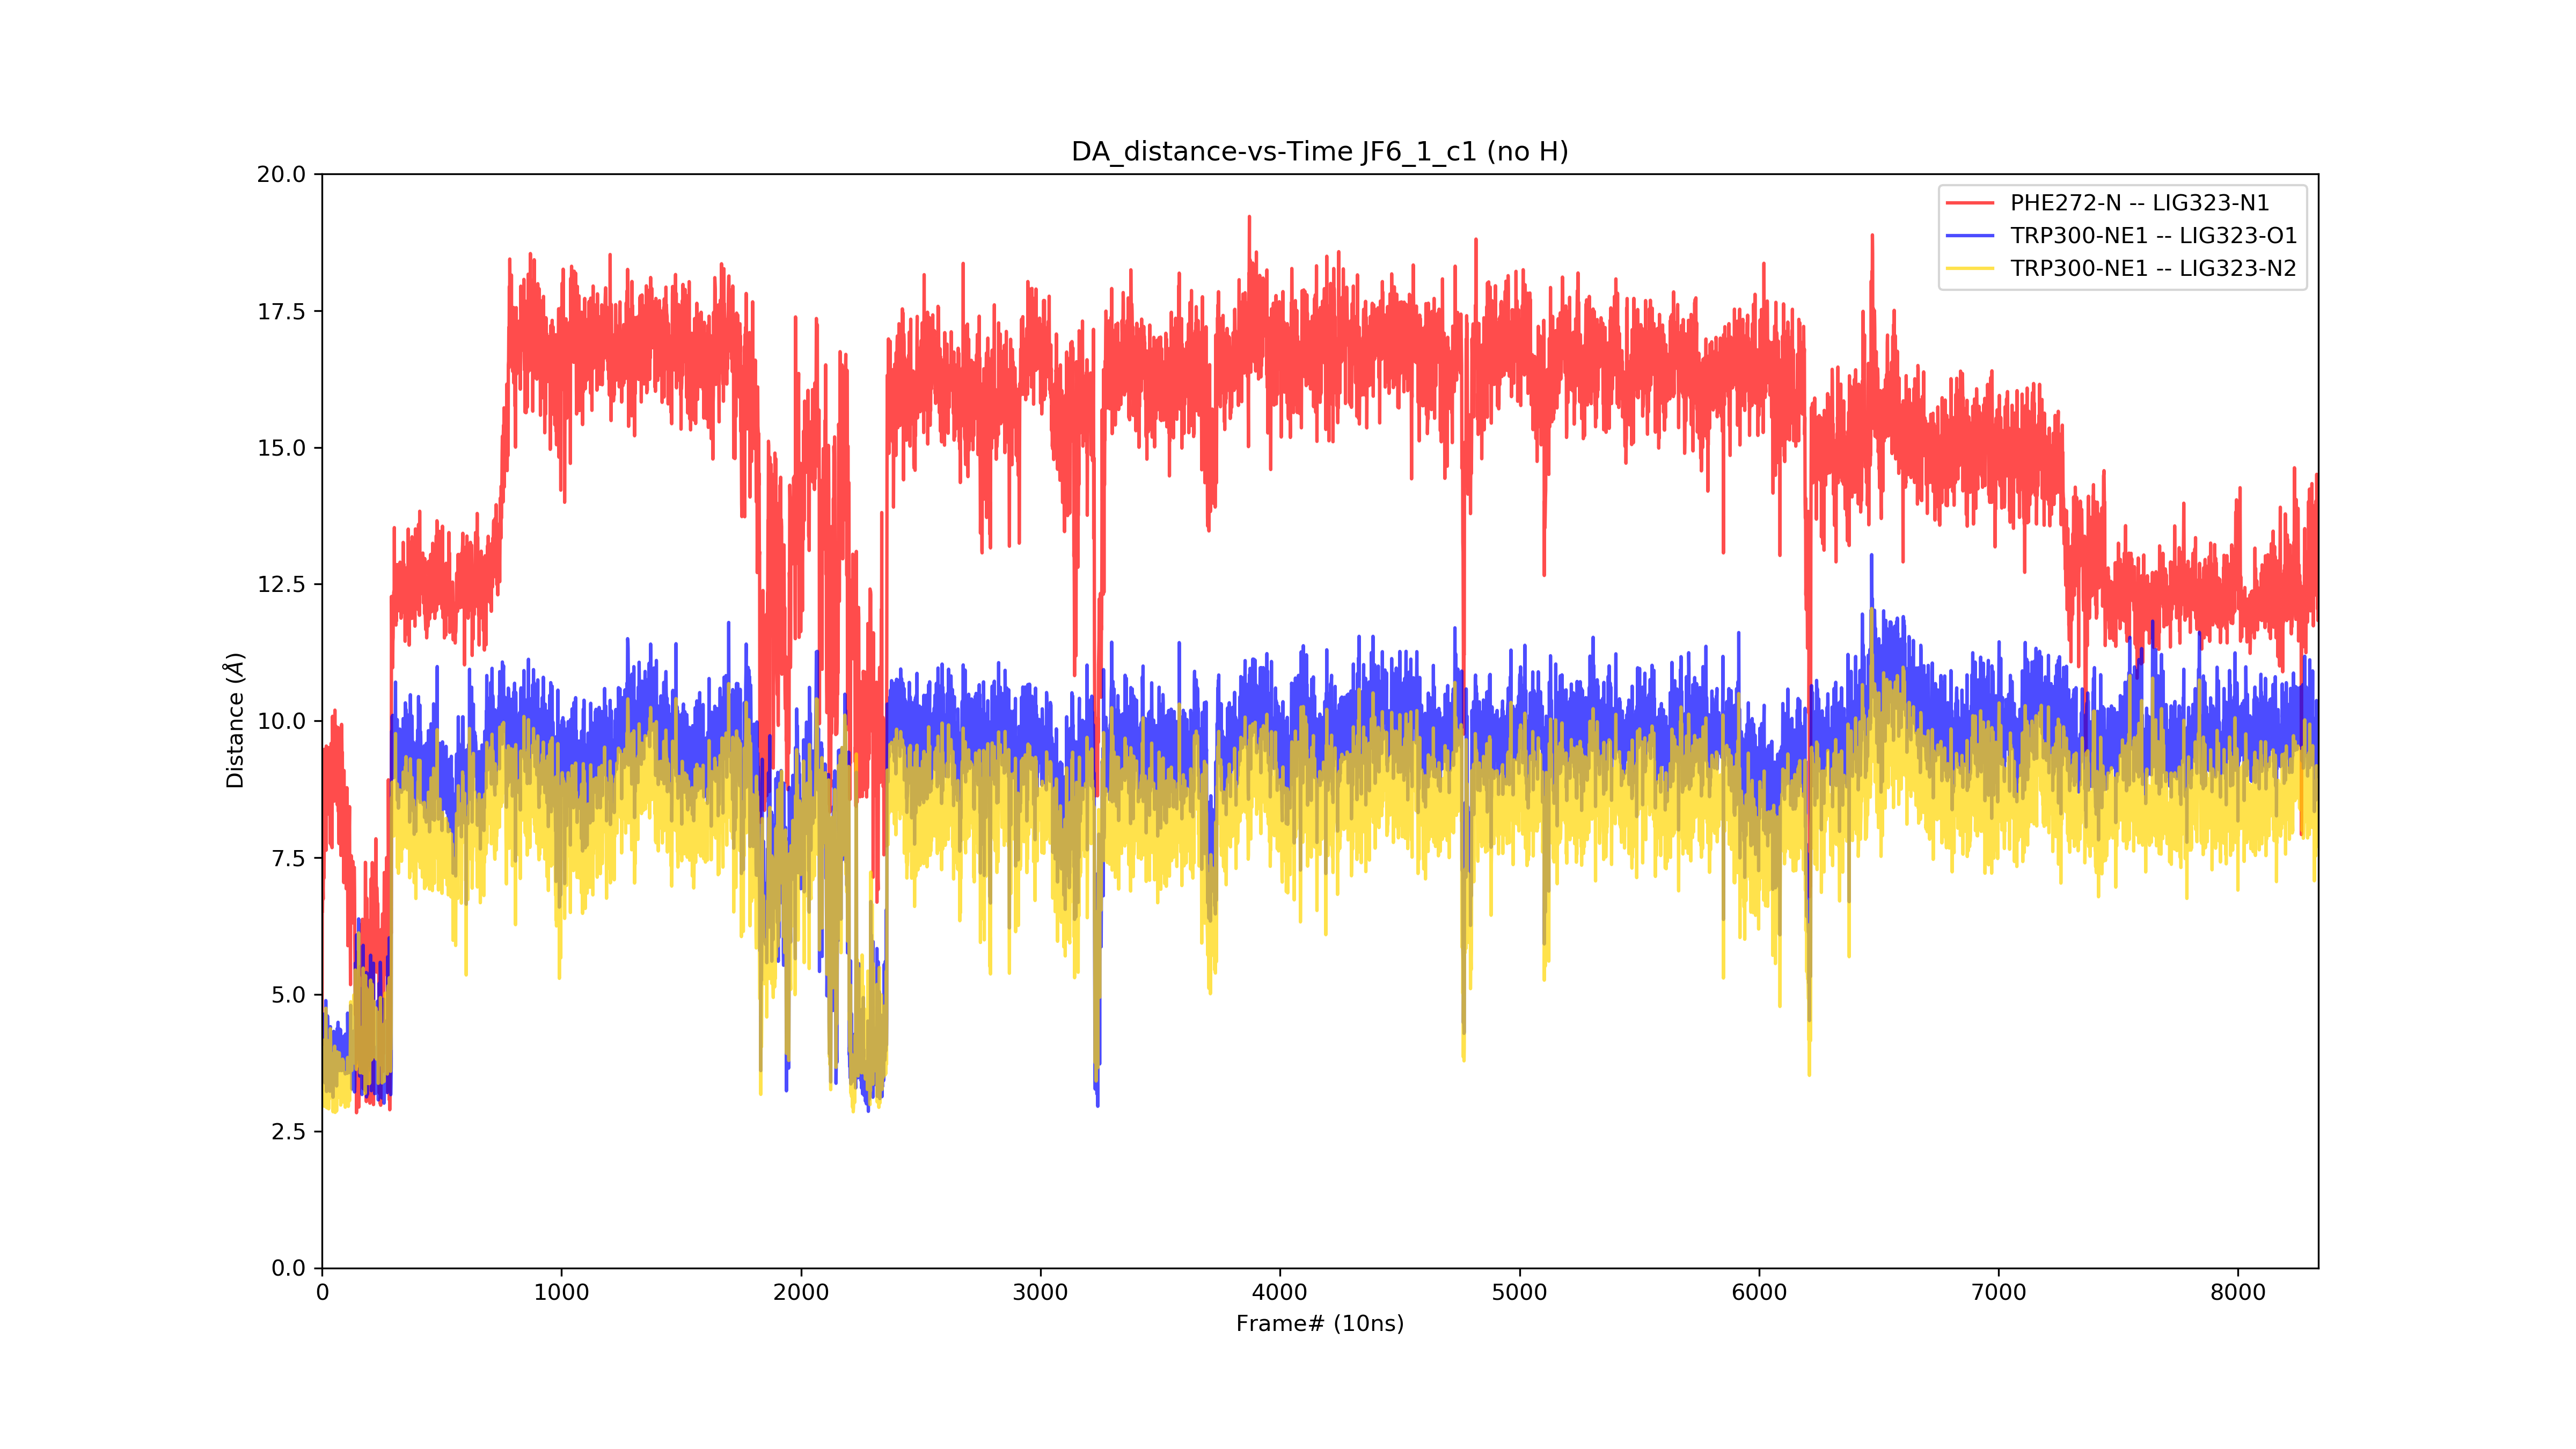 DA_distance-vs-Time JF6_1_c1 (no H)
PHE272-N -- LIG323-N1
TRP300-NE1 -- LIG323-O1
TRP300-NE1 -- LIG323-N2
20.0
17.5
15.0
12.5
10.0
7.5
5.0
2.5
0.0
Distance (Å)
0 1000 2000 3000 4000 5000 6000 7000 8000
Frame# (10ns)